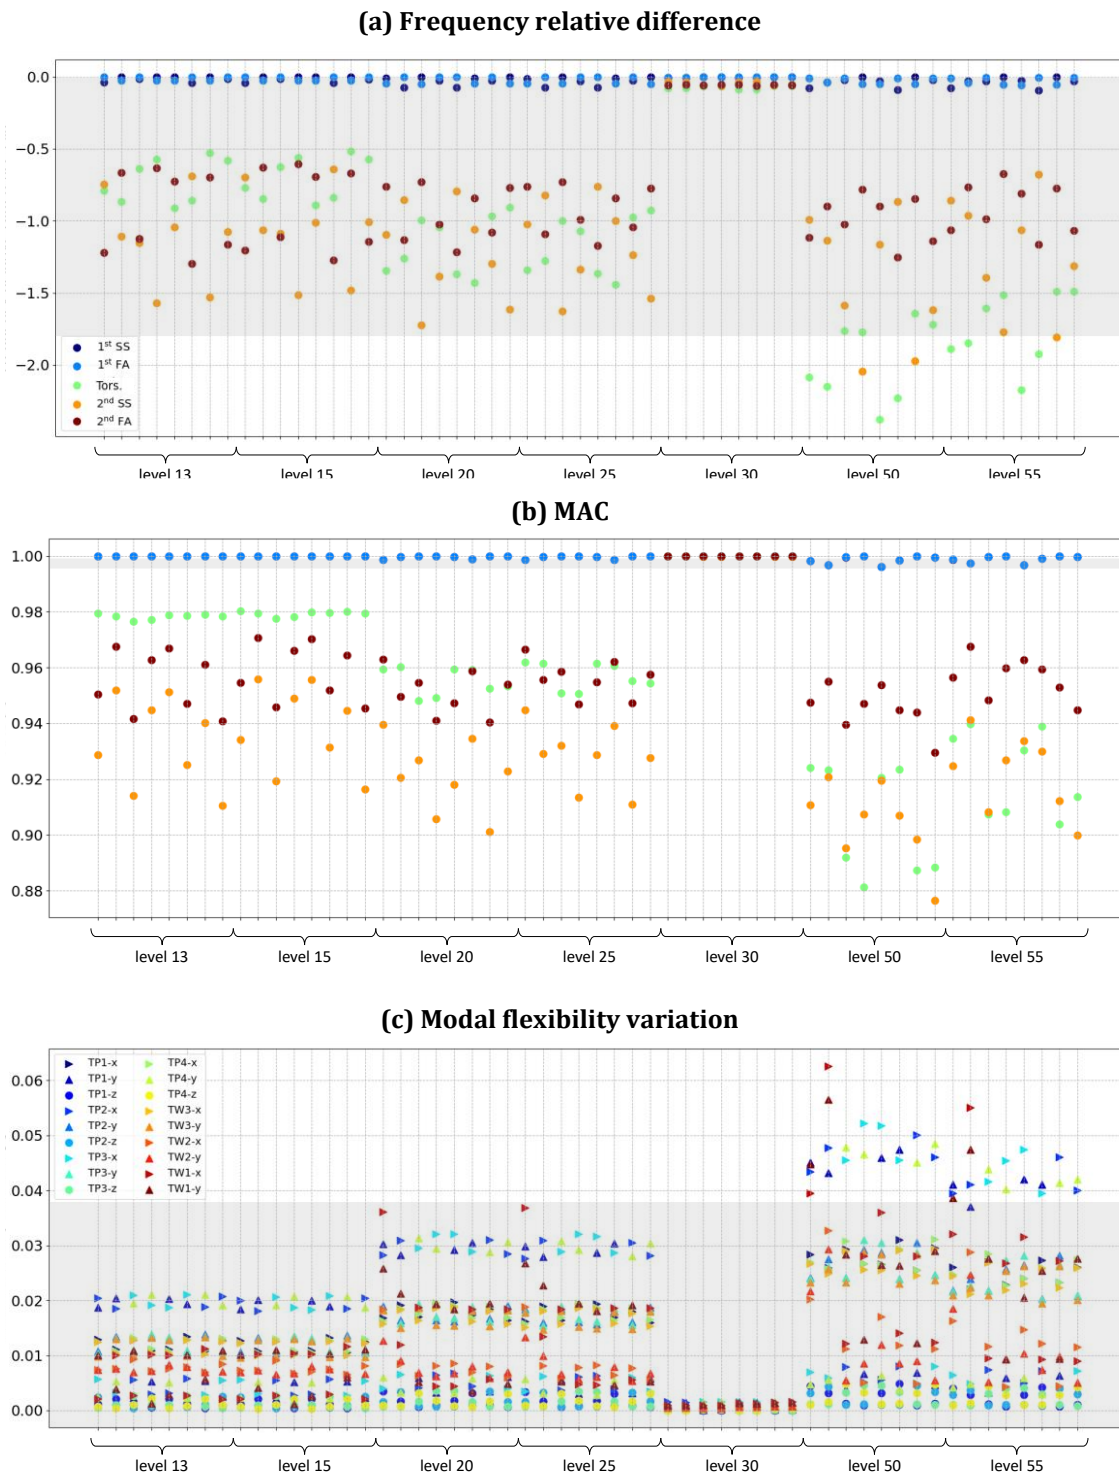 (a) Frequency relative difference
0.0
−0.5
−1.0
−1.5
−2.0
1st SS
1st FA
Tors.
2nd SS
2nd FA
level 13 level 15 level 20 level 25 level 30 level 50 level 55
(b) MAC
1.00
0.98
0.96
0.94
0.92
0.90
0.88
level 13 level 15 level 20 level 25 level 30 level 50 level 55
(c) Modal flexibility variation
TP1-x TP4-x
TP1-y TP4-y
TP1-z TP4-z
TP2-x TW3-x
TP2-y TW3-y
TP2-z TW2-x
TP3-x TW2-y
TP3-y TW1-x
TP3-z TW1-y
0.06
0.05
0.04
0.03
0.02
0.01
0.00
level 13 level 15 level 20 level 25 level 30 level 50 level 55